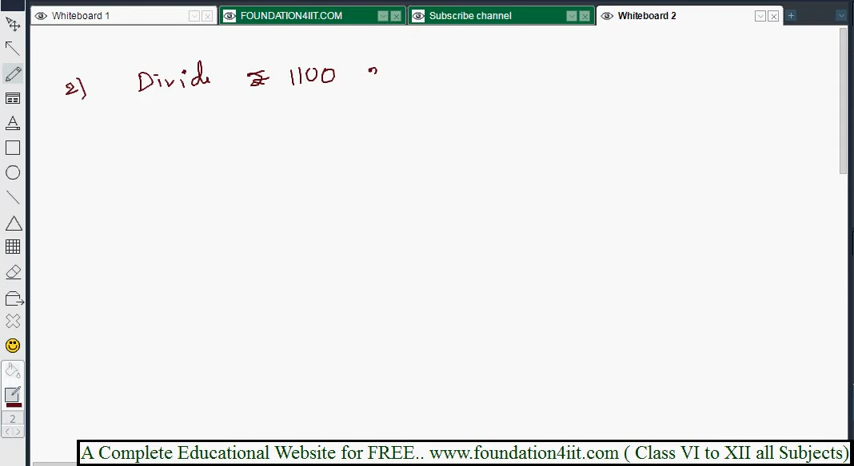 Whiteboard 1
FOUNDATION4IIT.COM
Subscribe channel
Whiteboard 2
2) Divide ₹ 1100
2
A Complete Educational Website for FREE.. www.foundation4iit.com ( Class VI to XII all Subjects)